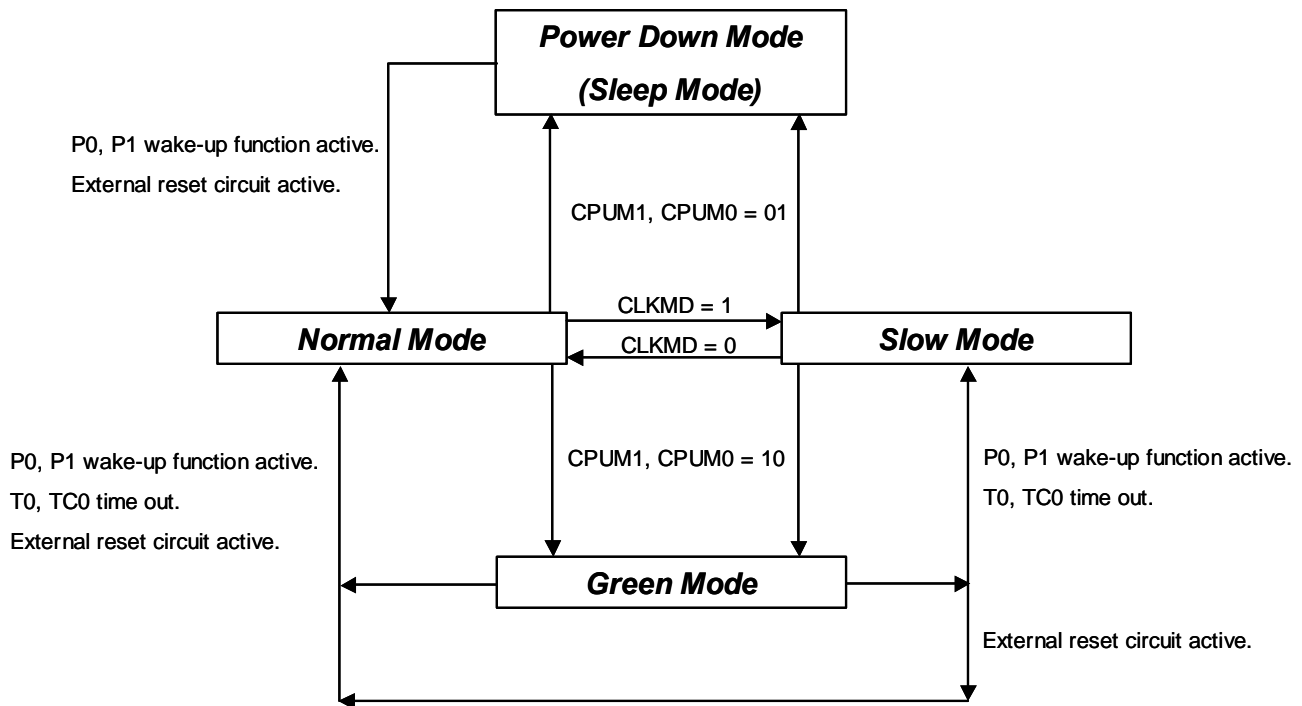 Power Down Mode
(Sleep Mode)
P0, P1 wake-up function active.
External reset circuit active.
CPUM1, CPUM0 = 01
CLKMD = 1
Normal Mode
Slow Mode
CLKMD = 0
P0, P1 wake-up function active.
T0, TC0 time out.
External reset circuit active.
CPUM1, CPUM0 = 10
P0, P1 wake-up function active.
T0, TC0 time out.
Green Mode
External reset circuit active.